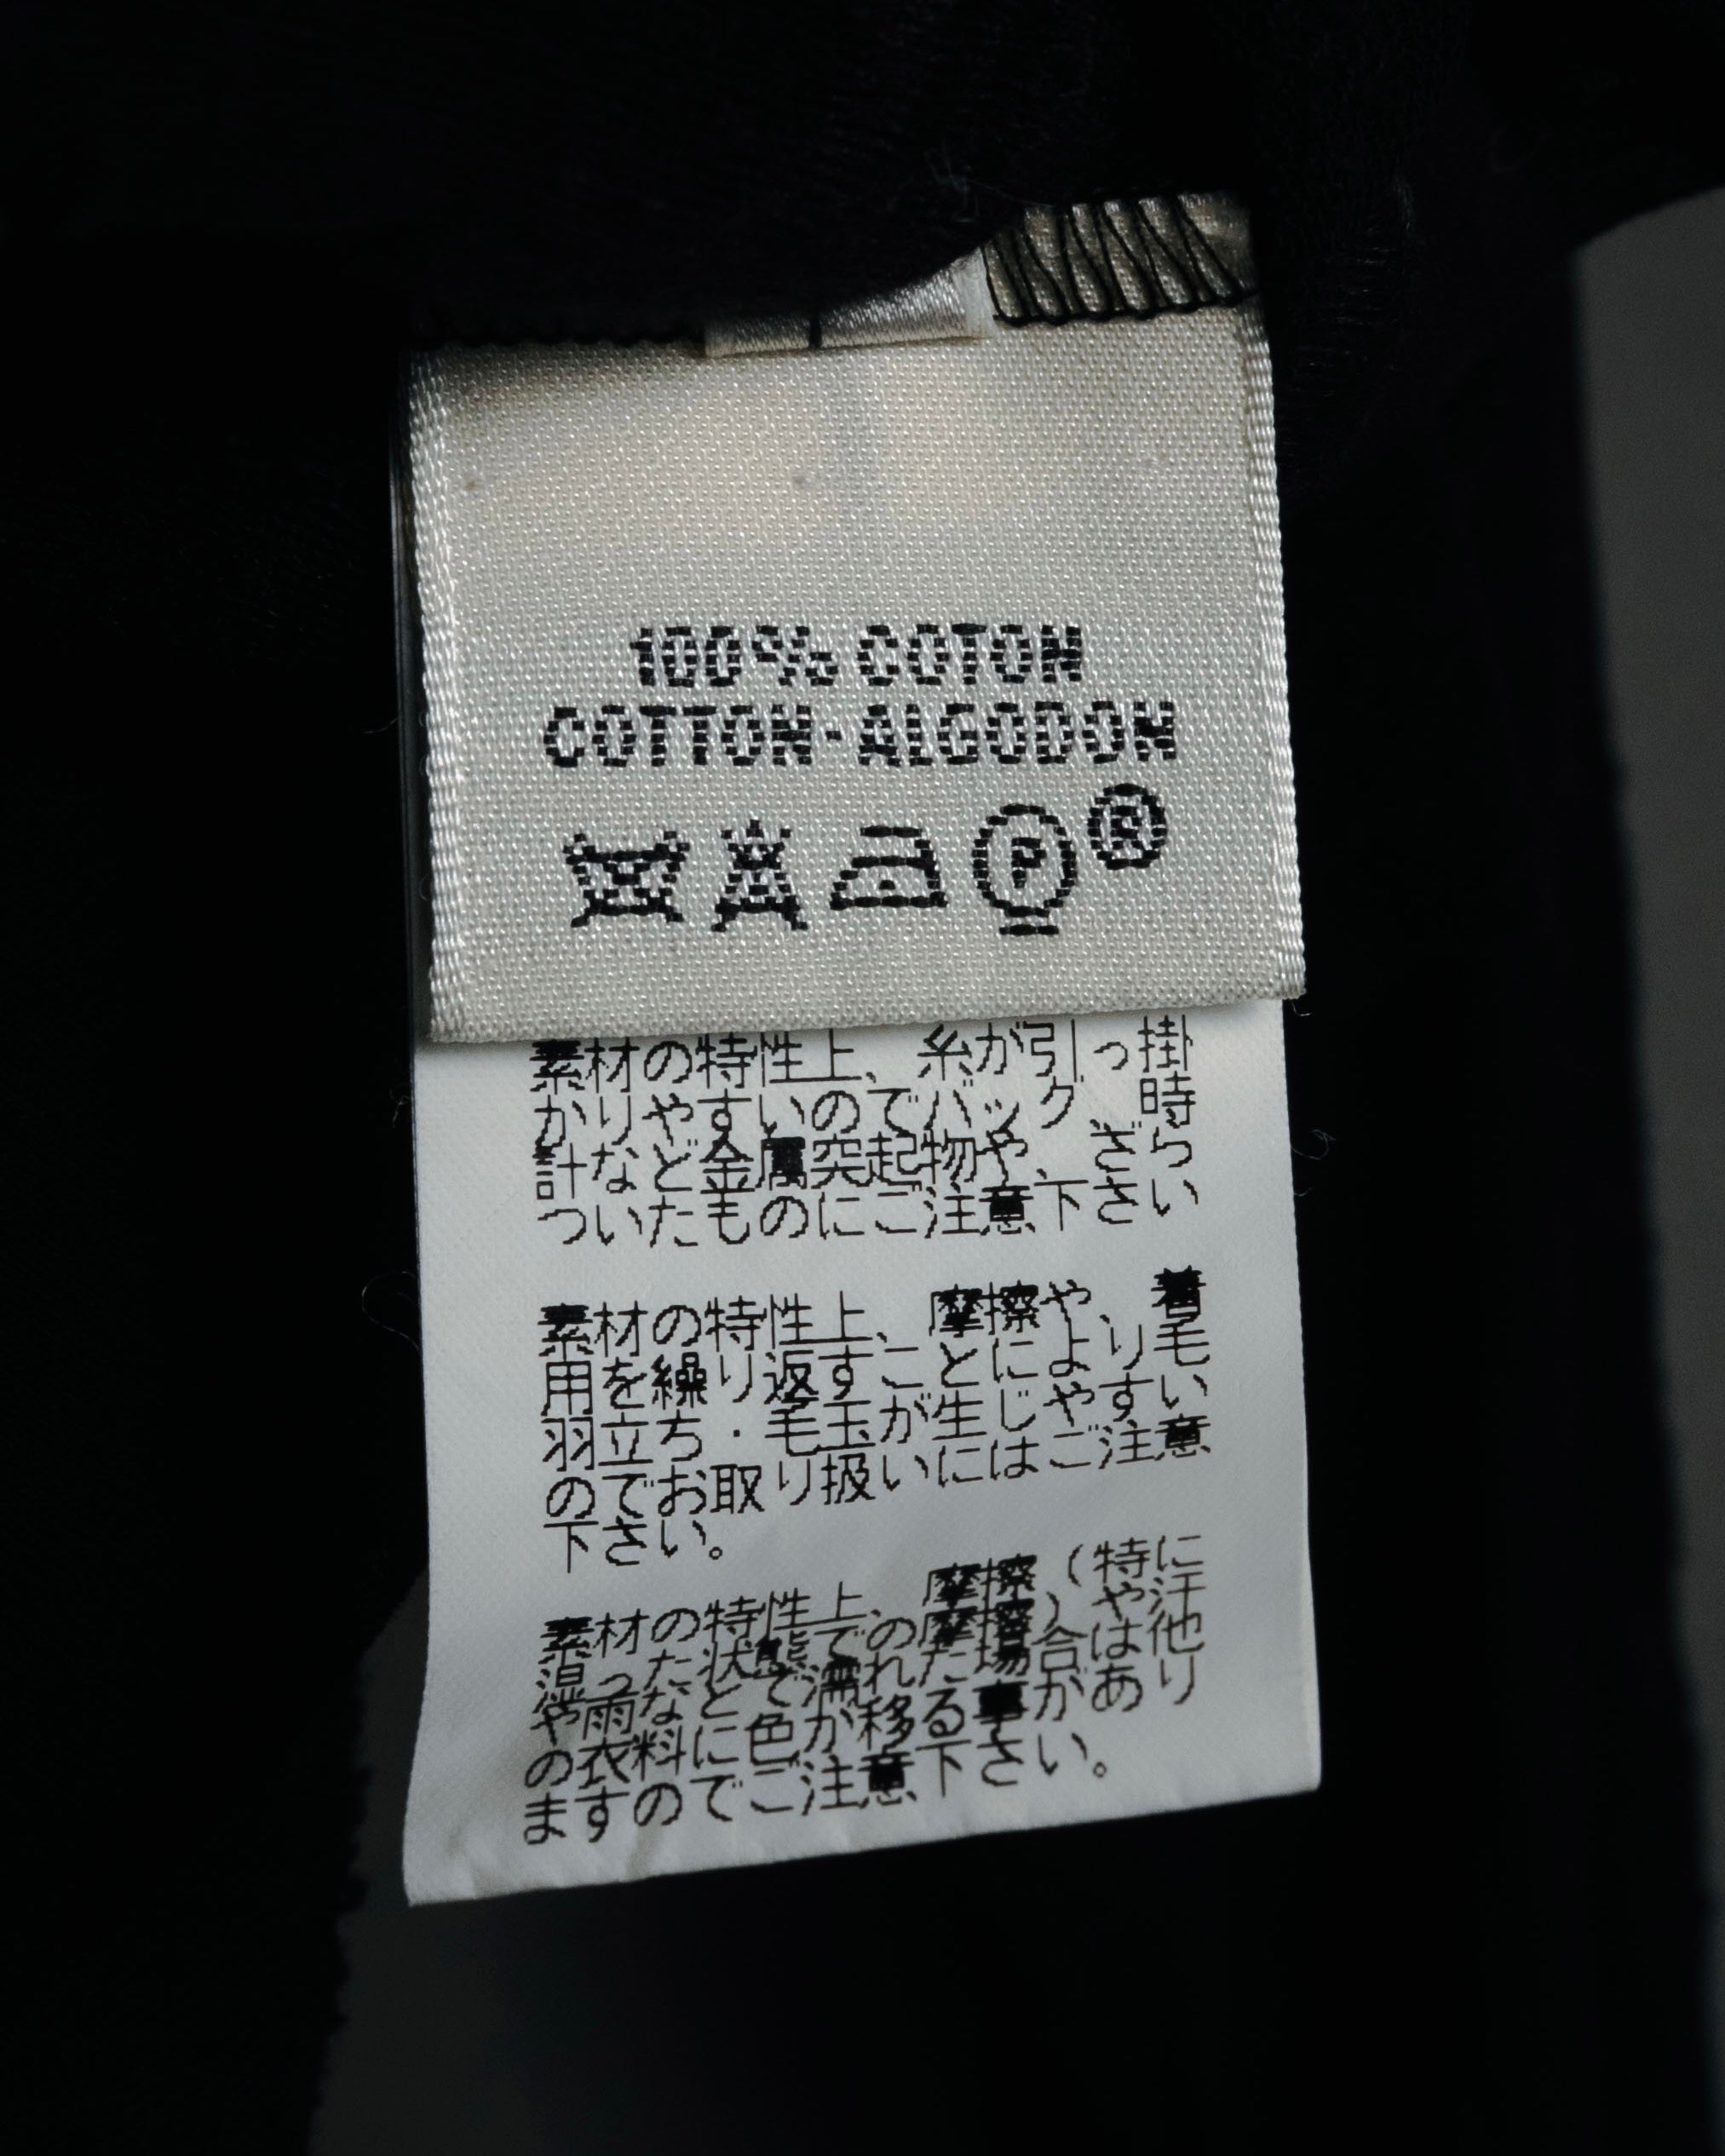 100% COTON
COTTON·ALGODON
P ®
素材の特性上、糸が引っ掛
かりやすいのでバッグ、時
計など金属突起物や、ざら
ついたものにご注意下さい
素材の特性上、摩擦や、着
用を繰り返すことにより毛
羽立ち・毛玉が生じやすい
のでお取り扱いにはご注意
下さい。
素材の特性上、摩擦(特に
湿った状態での摩擦)や汗
や雨などで濡れた場合は他
の衣料に色が移る事があり
ますのでご注意下さい。